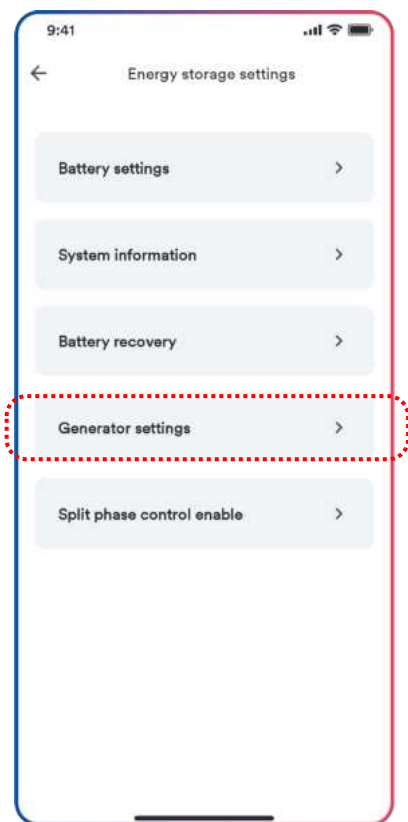 9:41
Energy storage settings
Battery settings
System information
Battery recovery
Generator settings
Split phase control enable